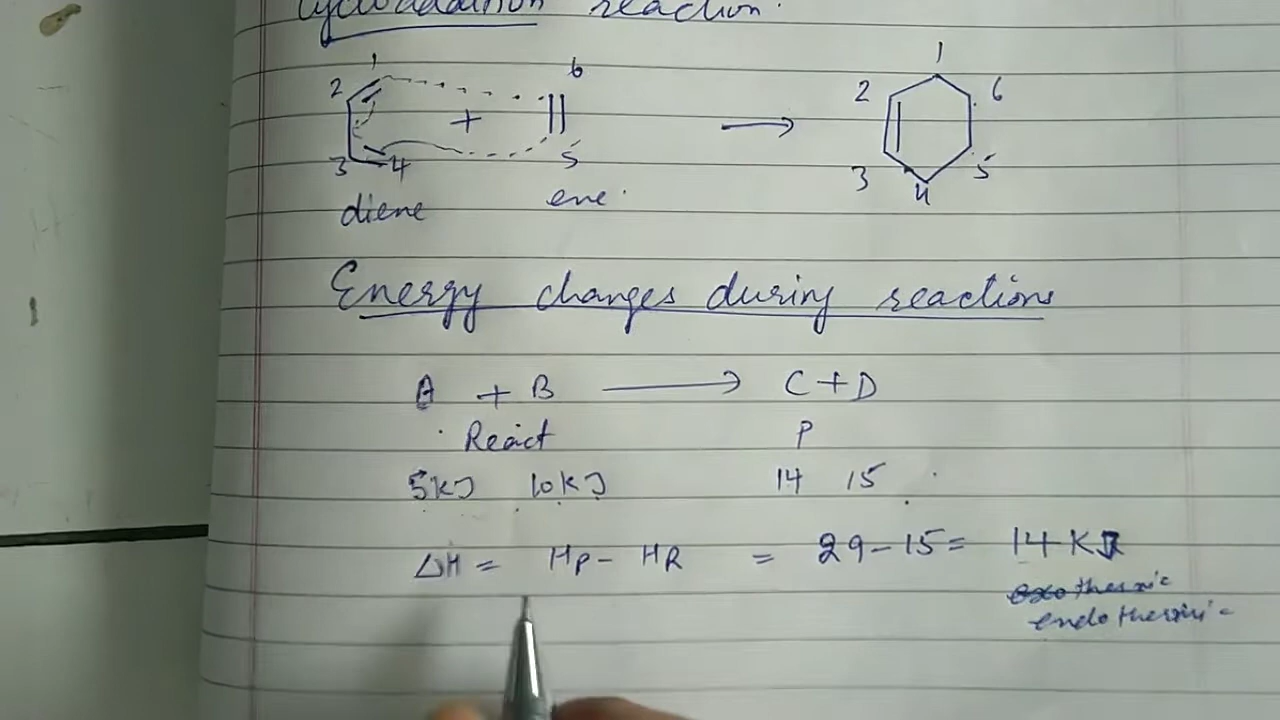 Cycloaddition reaction.
1 6 1
2 + → 2 6
3 4 5 3 5
4
diene ene
Energy changes during reactions
A + B → C + D
React P
5KJ 10KJ 14 15
ΔH = HP - HR = 29 - 15 = 14 KJ
exothermic
endothermic